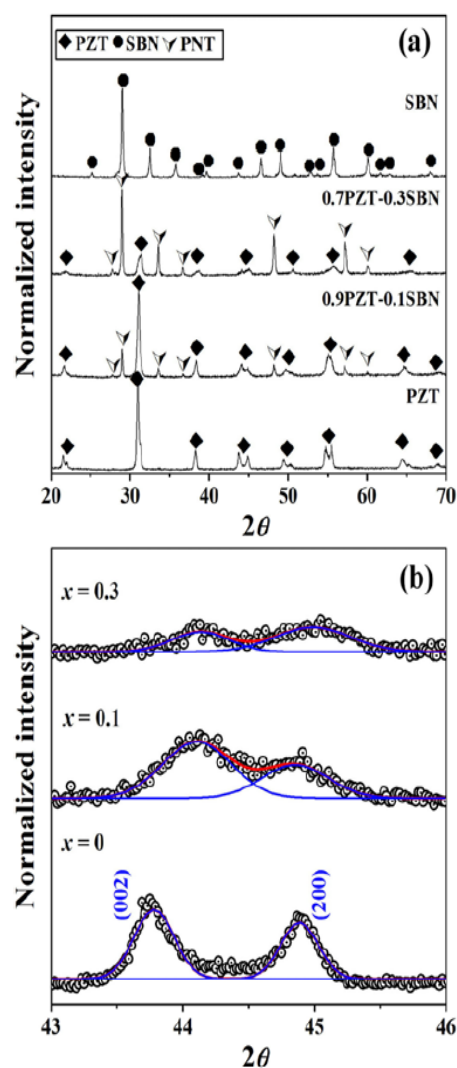 PZT SBN PNT
(a)
SBN
0.7PZT-0.3SBN
0.9PZT-0.1SBN
PZT
Normalized intensity
20 30 40 50 60 70
2θ
(b)
x = 0.3
x = 0.1
x = 0
(002)
(200)
Normalized intensity
43 44 45 46
2θ